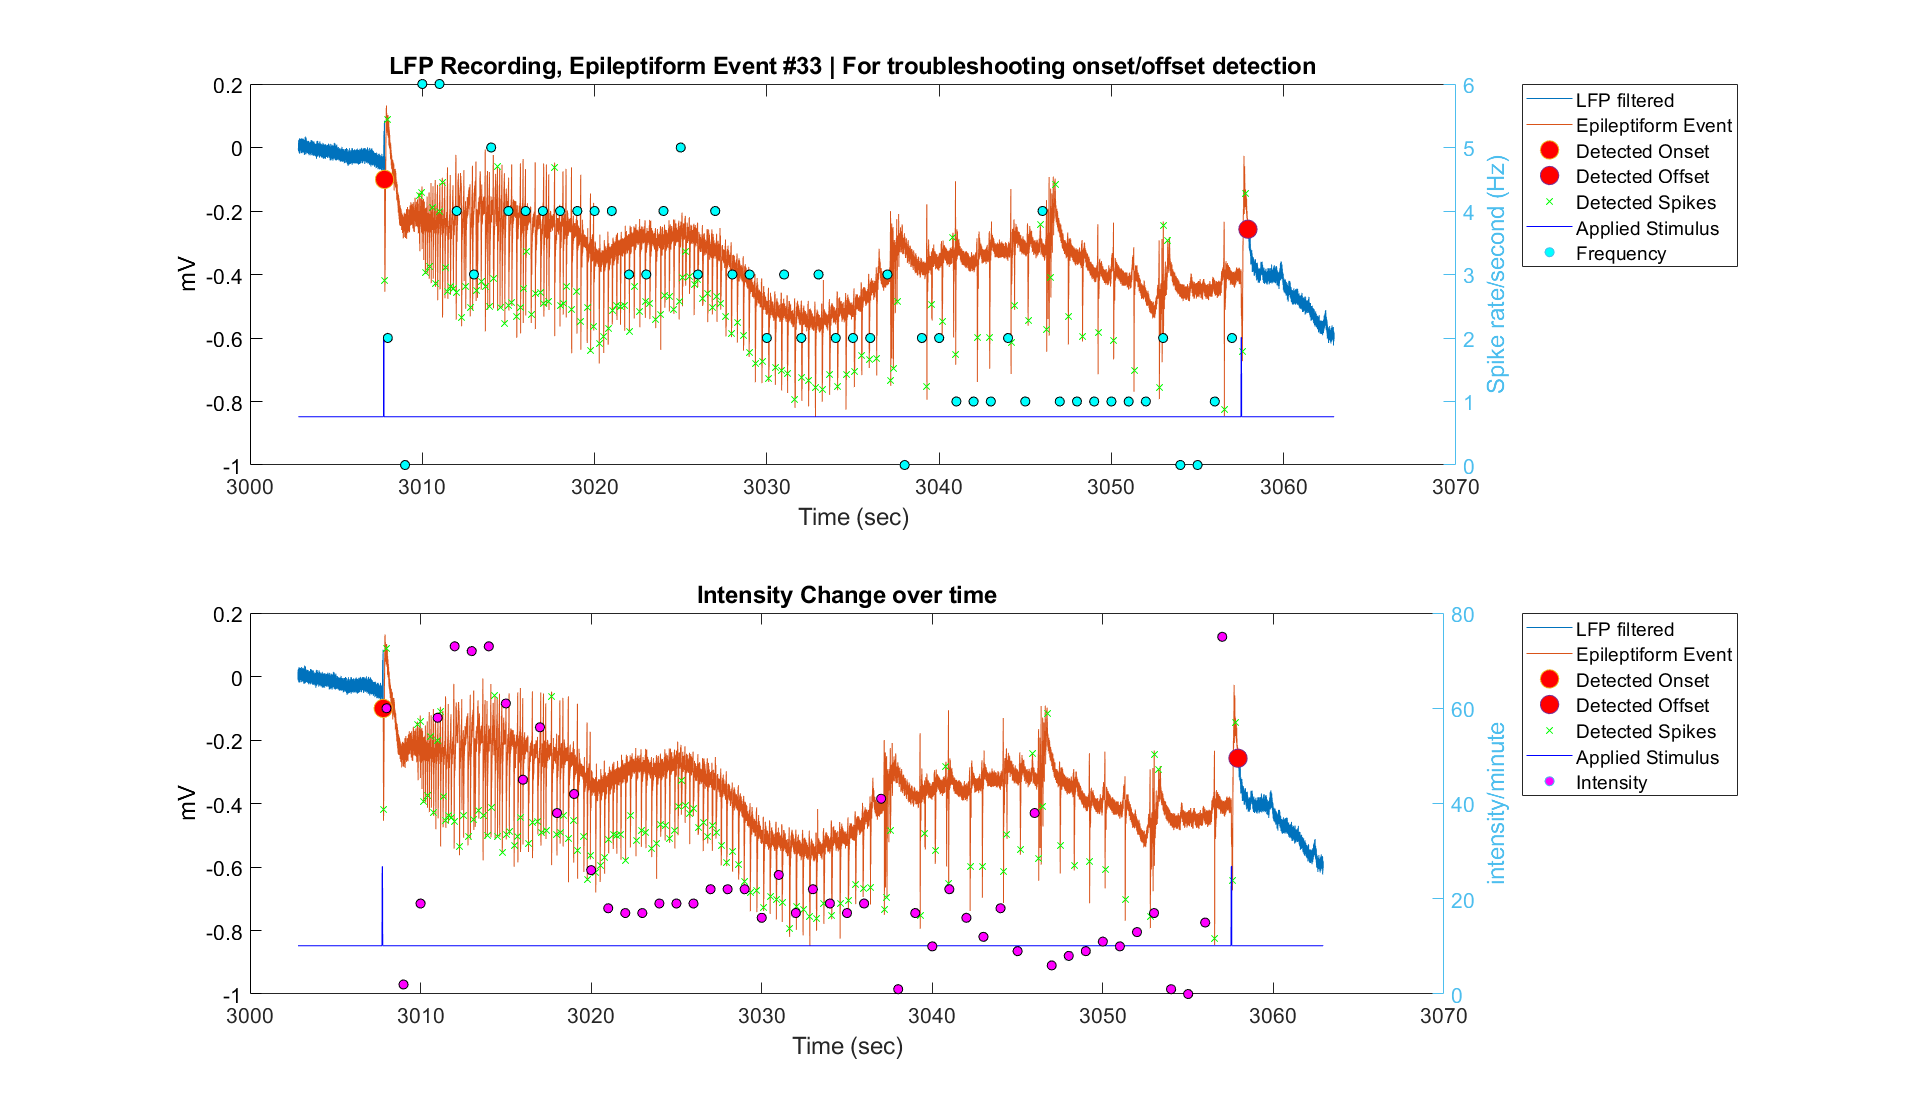 LFP Recording, Epileptiform Event #33 | For troubleshooting onset/offset detection
0.2
0
-0.2
-0.4
-0.6
-0.8
-1
mV
6
5
4
3
2
1
0
Spike rate/second (Hz)
3000 3010 3020 3030 3040 3050 3060 3070
Time (sec)
LFP filtered
Epileptiform Event
Detected Onset
Detected Offset
Detected Spikes
Applied Stimulus
Frequency
Intensity Change over time
0.2
0
-0.2
-0.4
-0.6
-0.8
-1
mV
80
60
40
20
0
intensity/minute
3000 3010 3020 3030 3040 3050 3060 3070
Time (sec)
LFP filtered
Epileptiform Event
Detected Onset
Detected Offset
Detected Spikes
Applied Stimulus
Intensity